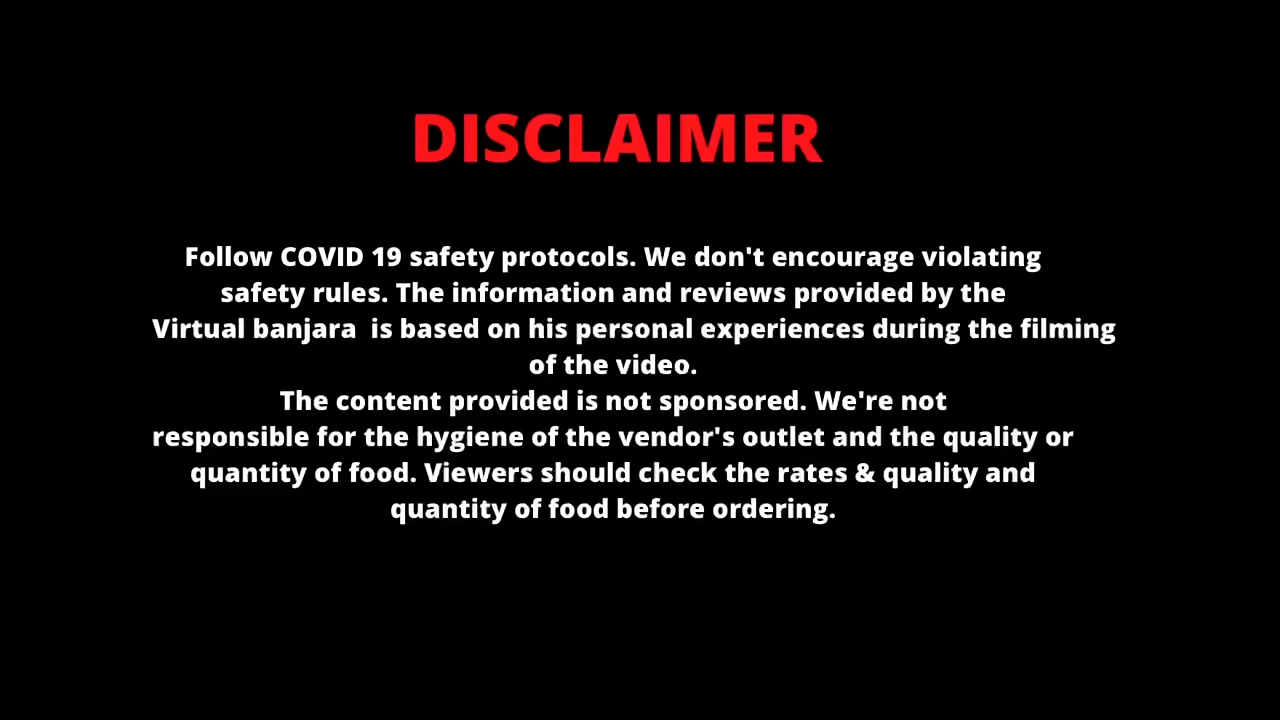 DISCLAIMER
Follow COVID 19 safety protocols. We don't encourage violating
safety rules. The information and reviews provided by the
Virtual banjara  is based on his personal experiences during the filming
of the video.
The content provided is not sponsored. We're not
responsible for the hygiene of the vendor's outlet and the quality or
quantity of food. Viewers should check the rates & quality and
quantity of food before ordering.